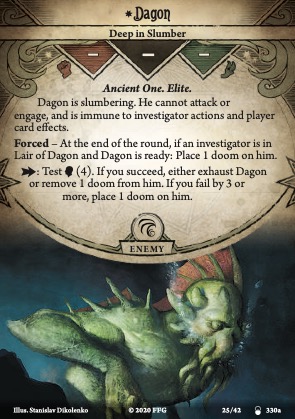 Dagon
Deep in Slumber
– – –
Ancient One. Elite.
Dagon is slumbering. He cannot attack or
engage, and is immune to investigator actions and player
card effects.
Forced – At the end of the round, if an investigator is in
Lair of Dagon and Dagon is ready: Place 1 doom on him.
: Test (4). If you succeed, either exhaust Dagon
or remove 1 doom from him. If you fail by 3 or
more, place 1 doom on him.
ENEMY
Illus. Stanislav Dikolenko © 2020 FFG 25/42 330a